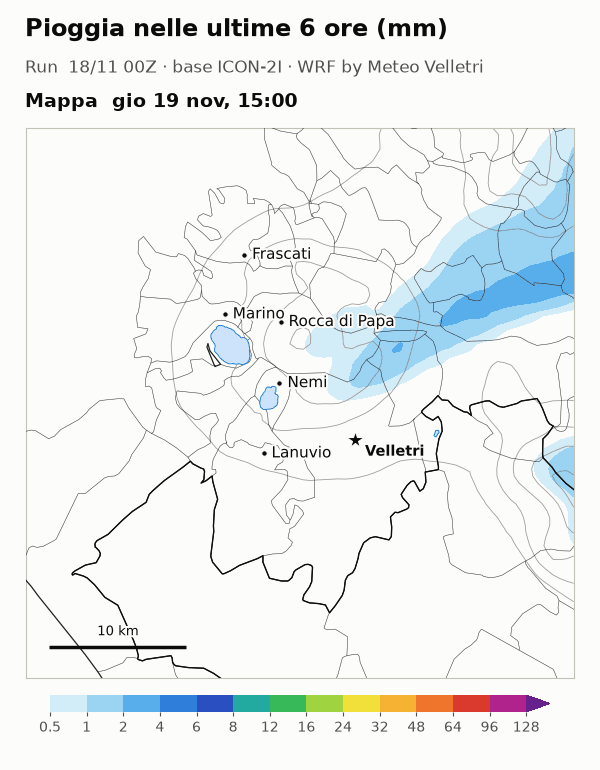 Pioggia nelle ultime 6 ore (mm)
Run 18/11 00Z · base ICON-2I · WRF by Meteo Velletri
Mappa gio 19 nov, 15:00
Frascati
Marino
Rocca di Papa
Nemi
Velletri
Lanuvio
10 km
0.5 1 2 4 6 8 12 16 24 32 48 64 96 128